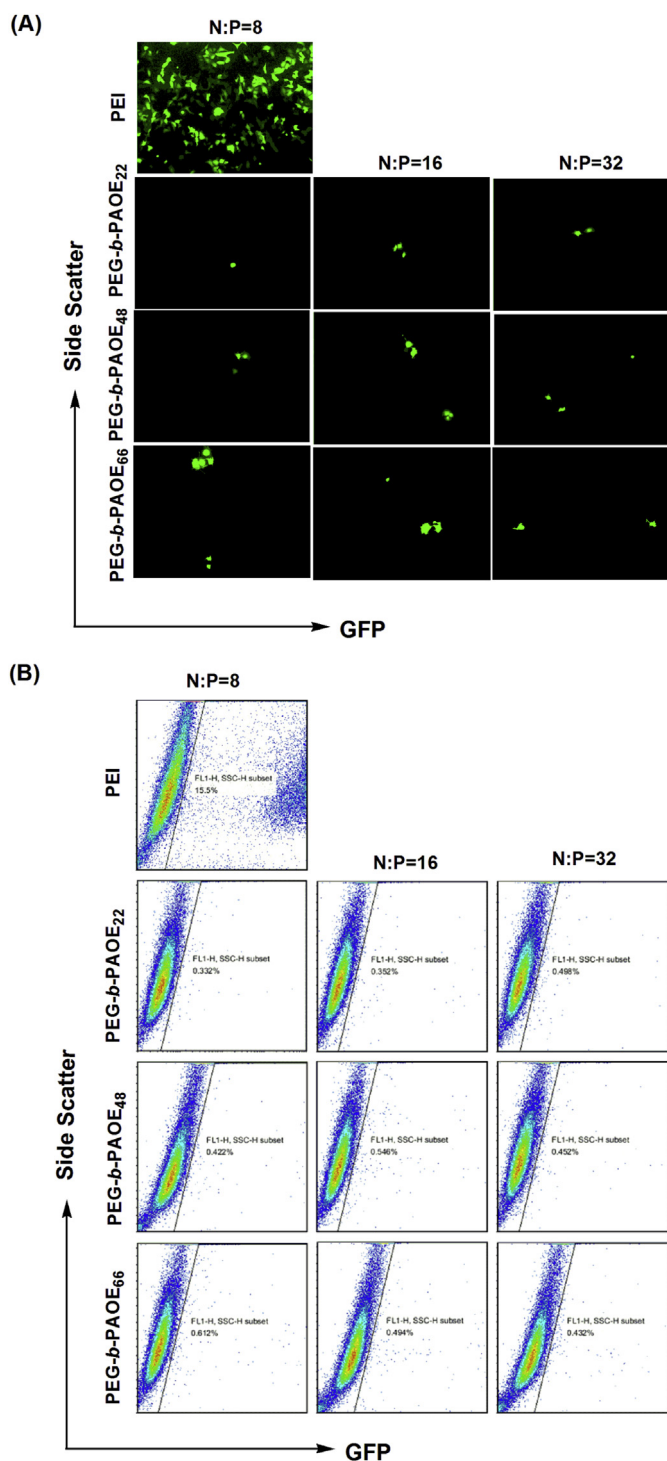 (A)
N:P=8
PEI
N:P=16 N:P=32
PEG-b-PAOE22
PEG-b-PAOE48
PEG-b-PAOE66
Side Scatter
GFP
(B)
N:P=8
PEI
FL1-H, SSC-H subset
15.5%
N:P=16 N:P=32
PEG-b-PAOE22
FL1-H, SSC-H subset
0.332%
FL1-H, SSC-H subset
0.352%
FL1-H, SSC-H subset
0.498%
PEG-b-PAOE48
FL1-H, SSC-H subset
0.422%
FL1-H, SSC-H subset
0.546%
FL1-H, SSC-H subset
0.452%
PEG-b-PAOE66
FL1-H, SSC-H subset
0.612%
FL1-H, SSC-H subset
0.494%
FL1-H, SSC-H subset
0.432%
Side Scatter
GFP